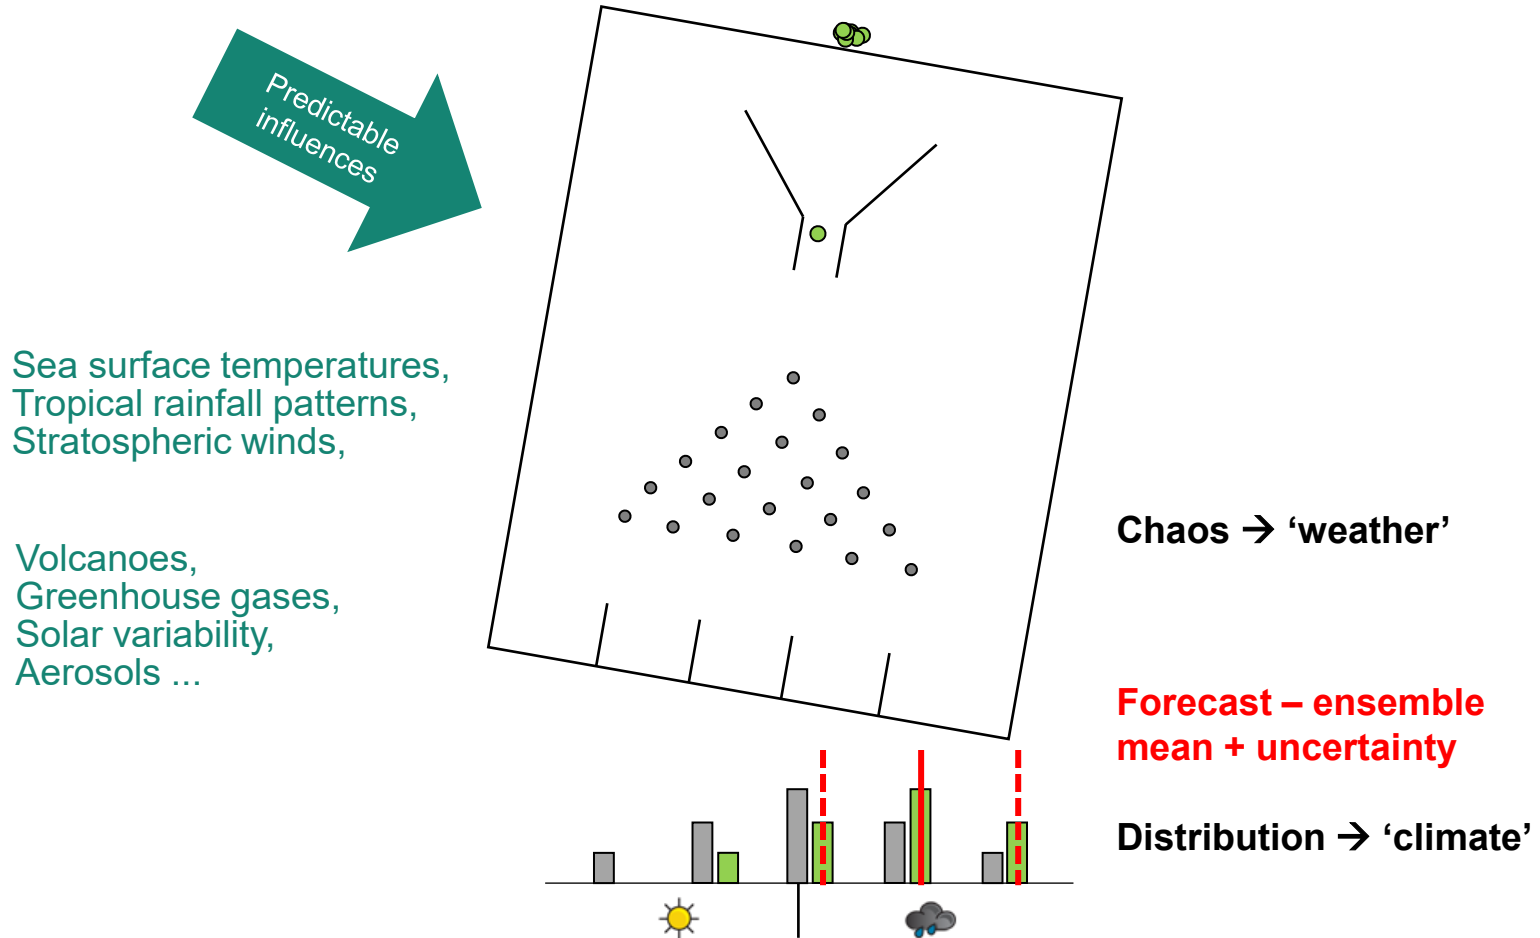 Predictable
influences
Sea surface temperatures,
Tropical rainfall patterns,
Stratospheric winds,
Volcanoes,
Greenhouse gases,
Solar variability,
Aerosols ...
Chaos → ‘weather’
Forecast – ensemble
mean + uncertainty
Distribution → ‘climate’